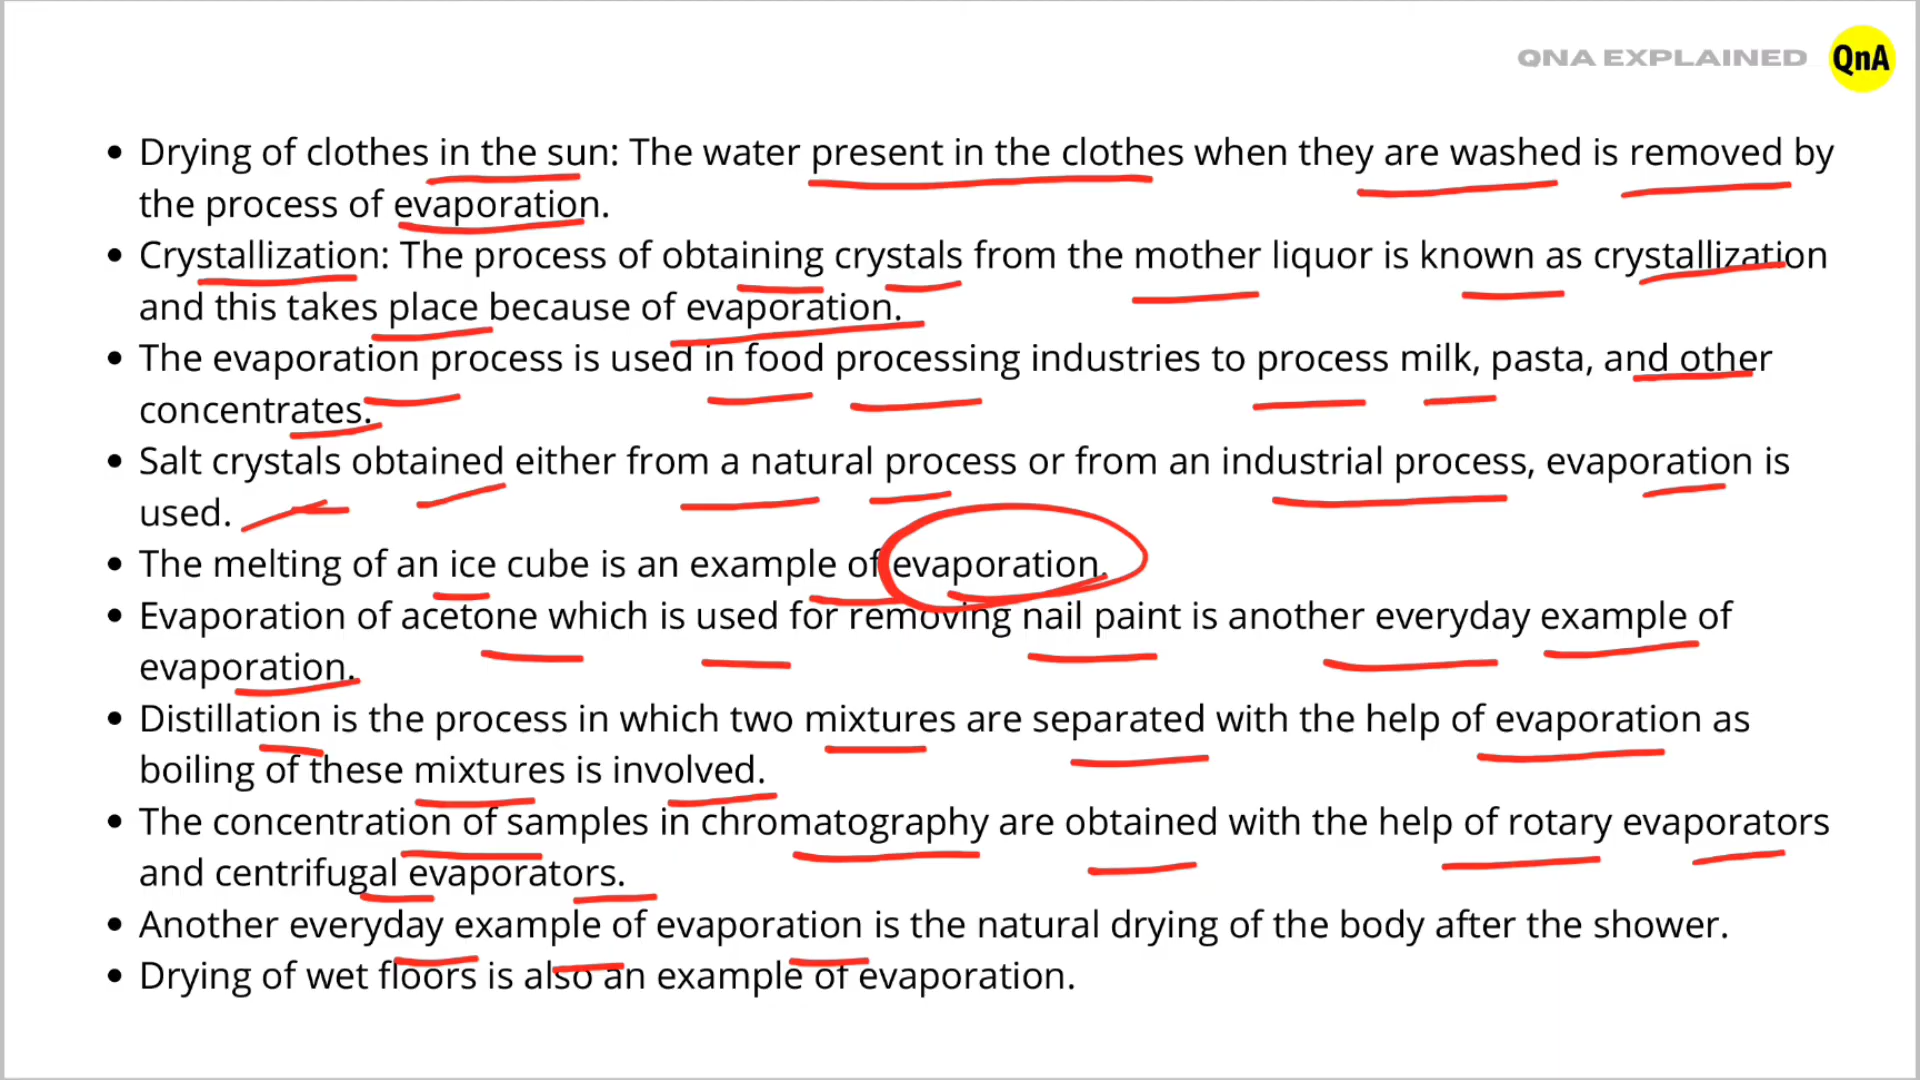 QNA EXPLAINED
QnA
• Drying of clothes in the sun: The water present in the clothes when they are washed is removed by
the process of evaporation.
• Crystallization: The process of obtaining crystals from the mother liquor is known as crystallization
and this takes place because of evaporation.
• The evaporation process is used in food processing industries to process milk, pasta, and other
concentrates.
• Salt crystals obtained either from a natural process or from an industrial process, evaporation is
used.
• The melting of an ice cube is an example of evaporation.
• Evaporation of acetone which is used for removing nail paint is another everyday example of
evaporation.
• Distillation is the process in which two mixtures are separated with the help of evaporation as
boiling of these mixtures is involved.
• The concentration of samples in chromatography are obtained with the help of rotary evaporators
and centrifugal evaporators.
• Another everyday example of evaporation is the natural drying of the body after the shower.
• Drying of wet floors is also an example of evaporation.